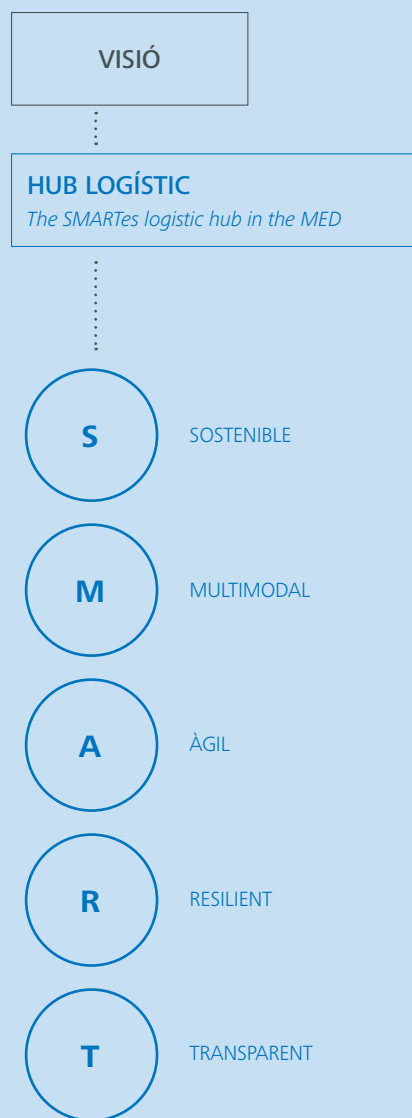 VISIÓ
HUB LOGÍSTIC
The SMARTes logistic hub in the MED
S SOSTENIBLE
M MULTIMODAL
A ÀGIL
R RESILIENT
T TRANSPARENT